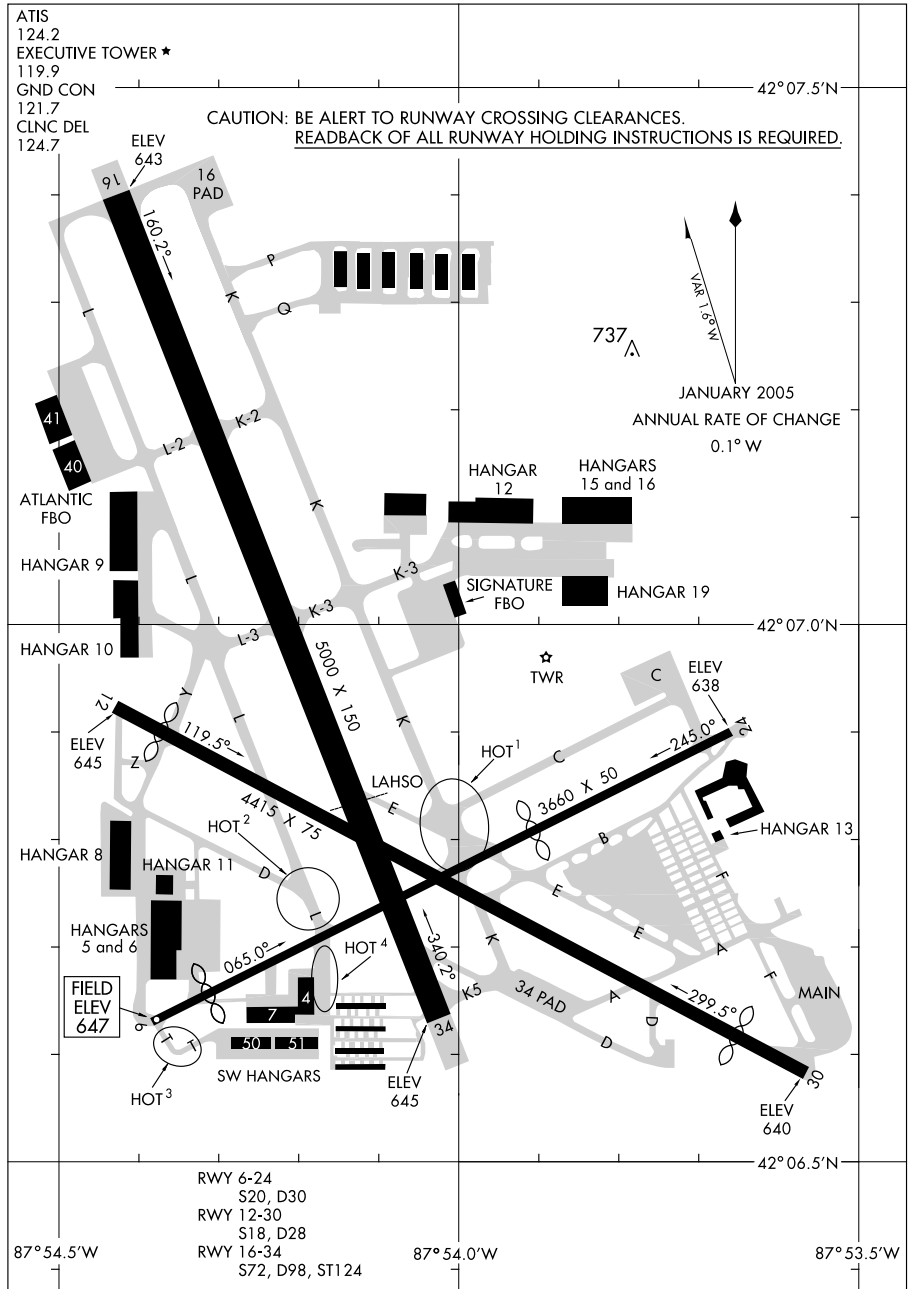 ATIS
124.2
EXECUTIVE TOWER ★
119.9
GND CON
121.7
CLNC DEL
124.7
42°07.5'N
CAUTION: BE ALERT TO RUNWAY CROSSING CLEARANCES.
READBACK OF ALL RUNWAY HOLDING INSTRUCTIONS IS REQUIRED.
ELEV
643
16
16
PAD
160.2°
P
K
Q
L
VAR 1.6° W
737
JANUARY 2005
ANNUAL RATE OF CHANGE
0.1° W
41
40
L-2
K-2
ATLANTIC
FBO
HANGAR
12
HANGARS
15 and 16
K
HANGAR 9
L
K-3
K-3
L-3
SIGNATURE
FBO
HANGAR 19
42°07.0'N
HANGAR 10
5000 X 150
TWR
C
ELEV
638
12
Y
L
K
24
ELEV
645
Z
119.5°
HOT1
C
245.0°
LAHSO
4415 X 75
E
3660 X 50
HOT2
B
HANGAR 13
HANGAR 8
HANGAR 11
D
E
F
L
HANGARS
5 and 6
065.0°
HOT4
340.2°
K
E
A
F
FIELD
ELEV
647
4
K5
34 PAD
A
299.5°
MAIN
6
7
34
D
D
T
T
50
51
HOT3
SW HANGARS
ELEV
645
30
ELEV
640
42°06.5'N
RWY 6-24
S20, D30
RWY 12-30
S18, D28
RWY 16-34
S72, D98, ST124
87°54.5'W
87°54.0'W
87°53.5'W